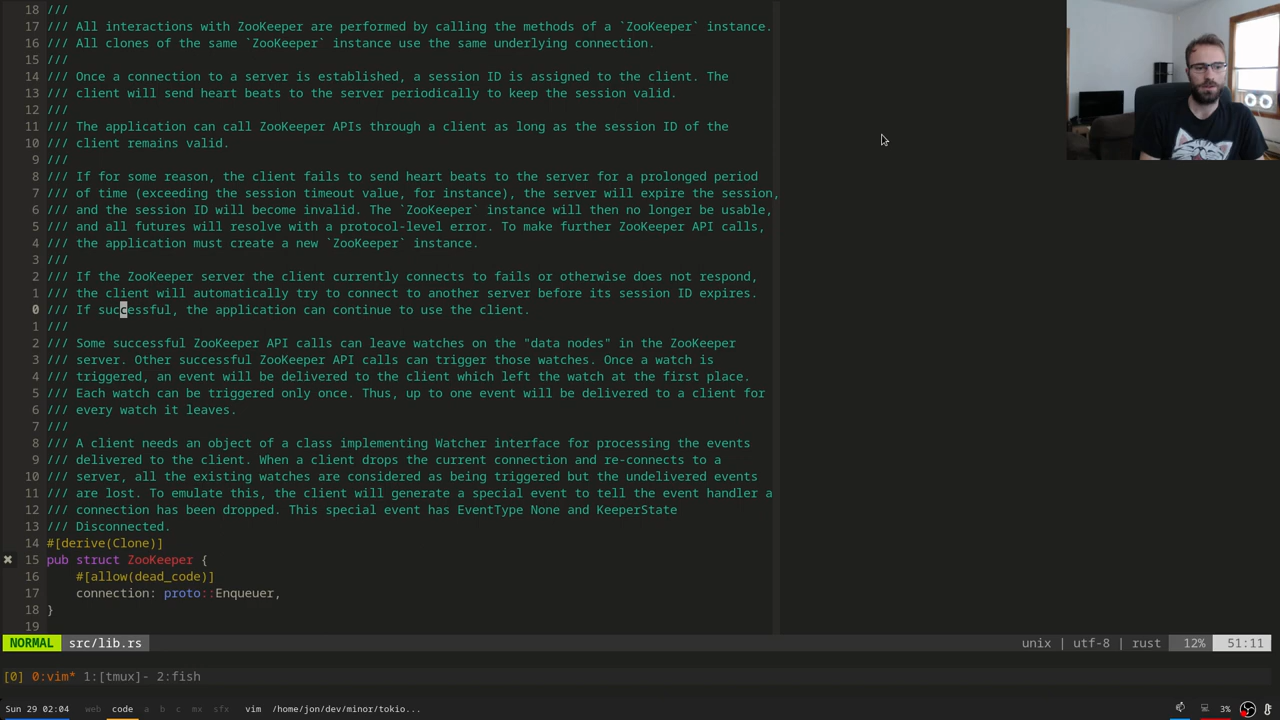 18 ///
17 /// All interactions with ZooKeeper are performed by calling the methods of a `ZooKeeper` instance.
16 /// All clones of the same `ZooKeeper` instance use the same underlying connection.
15 ///
14 /// Once a connection to a server is established, a session ID is assigned to the client. The
13 /// client will send heart beats to the server periodically to keep the session valid.
12 ///
11 /// The application can call ZooKeeper APIs through a client as long as the session ID of the
10 /// client remains valid.
9 ///
8 /// If for some reason, the client fails to send heart beats to the server for a prolonged period
7 /// of time (exceeding the session timeout value, for instance), the server will expire the session,
6 /// and the session ID will become invalid. The `ZooKeeper` instance will then no longer be usable,
5 /// and all futures will resolve with a protocol-level error. To make further ZooKeeper API calls,
4 /// the application must create a new `ZooKeeper` instance.
3 ///
2 /// If the ZooKeeper server the client currently connects to fails or otherwise does not respond,
1 /// the client will automatically try to connect to another server before its session ID expires.
0 /// If successful, the application can continue to use the client.
1 ///
2 /// Some successful ZooKeeper API calls can leave watches on the "data nodes" in the ZooKeeper
3 /// server. Other successful ZooKeeper API calls can trigger those watches. Once a watch is
4 /// triggered, an event will be delivered to the client which left the watch at the first place.
5 /// Each watch can be triggered only once. Thus, up to one event will be delivered to a client for
6 /// every watch it leaves.
7 ///
8 /// A client needs an object of a class implementing Watcher interface for processing the events
9 /// delivered to the client. When a client drops the current connection and re-connects to a
10 /// server, all the existing watches are considered as being triggered but the undelivered events
11 /// are lost. To emulate this, the client will generate a special event to tell the event handler a
12 /// connection has been dropped. This special event has EventType None and KeeperState
13 /// Disconnected.
14 #[derive(Clone)]
✖ 15 pub struct ZooKeeper {
16     #[allow(dead_code)]
17     connection: proto::Enqueuer,
18 }
19
NORMAL src/lib.rs unix | utf-8 | rust 12% 51:11
[0] 0:vim* 1:[tmux]- 2:fish
Sun 29 02:04 web code a b c mx sfx vim /home/jon/dev/minor/tokio... 3%